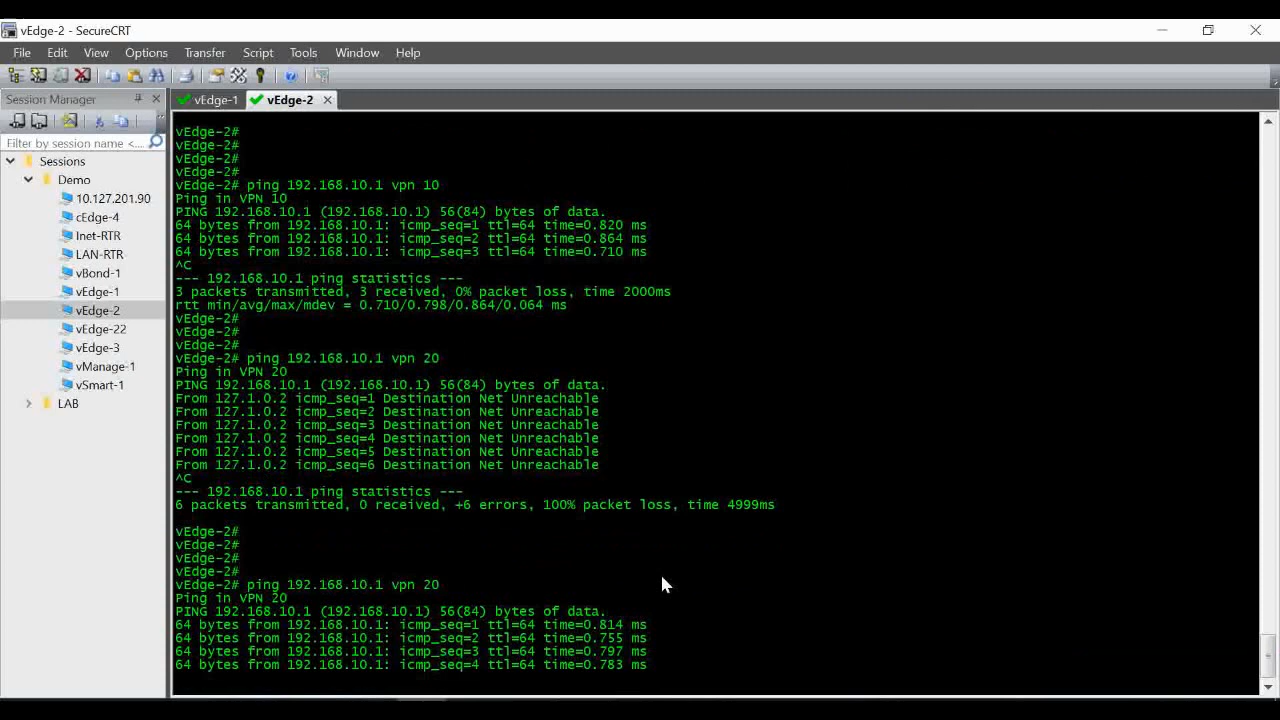 vEdge-2 - SecureCRT
File Edit View Options Transfer Script Tools Window Help
Session Manager
vEdge-1
vEdge-2
Filter by session name <...
Sessions
Demo
10.127.201.90
cEdge-4
Inet-RTR
LAN-RTR
vBond-1
vEdge-1
vEdge-2
vEdge-22
vEdge-3
vManage-1
vSmart-1
LAB
vEdge-2#
vEdge-2#
vEdge-2#
vEdge-2#
vEdge-2# ping 192.168.10.1 vpn 10
Ping in VPN 10
PING 192.168.10.1 (192.168.10.1) 56(84) bytes of data.
64 bytes from 192.168.10.1: icmp_seq=1 ttl=64 time=0.820 ms
64 bytes from 192.168.10.1: icmp_seq=2 ttl=64 time=0.864 ms
64 bytes from 192.168.10.1: icmp_seq=3 ttl=64 time=0.710 ms
^C
--- 192.168.10.1 ping statistics ---
3 packets transmitted, 3 received, 0% packet loss, time 2000ms
rtt min/avg/max/mdev = 0.710/0.798/0.864/0.064 ms
vEdge-2#
vEdge-2#
vEdge-2#
vEdge-2# ping 192.168.10.1 vpn 20
Ping in VPN 20
PING 192.168.10.1 (192.168.10.1) 56(84) bytes of data.
From 127.1.0.2 icmp_seq=1 Destination Net Unreachable
From 127.1.0.2 icmp_seq=2 Destination Net Unreachable
From 127.1.0.2 icmp_seq=3 Destination Net Unreachable
From 127.1.0.2 icmp_seq=4 Destination Net Unreachable
From 127.1.0.2 icmp_seq=5 Destination Net Unreachable
From 127.1.0.2 icmp_seq=6 Destination Net Unreachable
^C
--- 192.168.10.1 ping statistics ---
6 packets transmitted, 0 received, +6 errors, 100% packet loss, time 4999ms
vEdge-2#
vEdge-2#
vEdge-2#
vEdge-2#
vEdge-2# ping 192.168.10.1 vpn 20
Ping in VPN 20
PING 192.168.10.1 (192.168.10.1) 56(84) bytes of data.
64 bytes from 192.168.10.1: icmp_seq=1 ttl=64 time=0.814 ms
64 bytes from 192.168.10.1: icmp_seq=2 ttl=64 time=0.755 ms
64 bytes from 192.168.10.1: icmp_seq=3 ttl=64 time=0.797 ms
64 bytes from 192.168.10.1: icmp_seq=4 ttl=64 time=0.783 ms